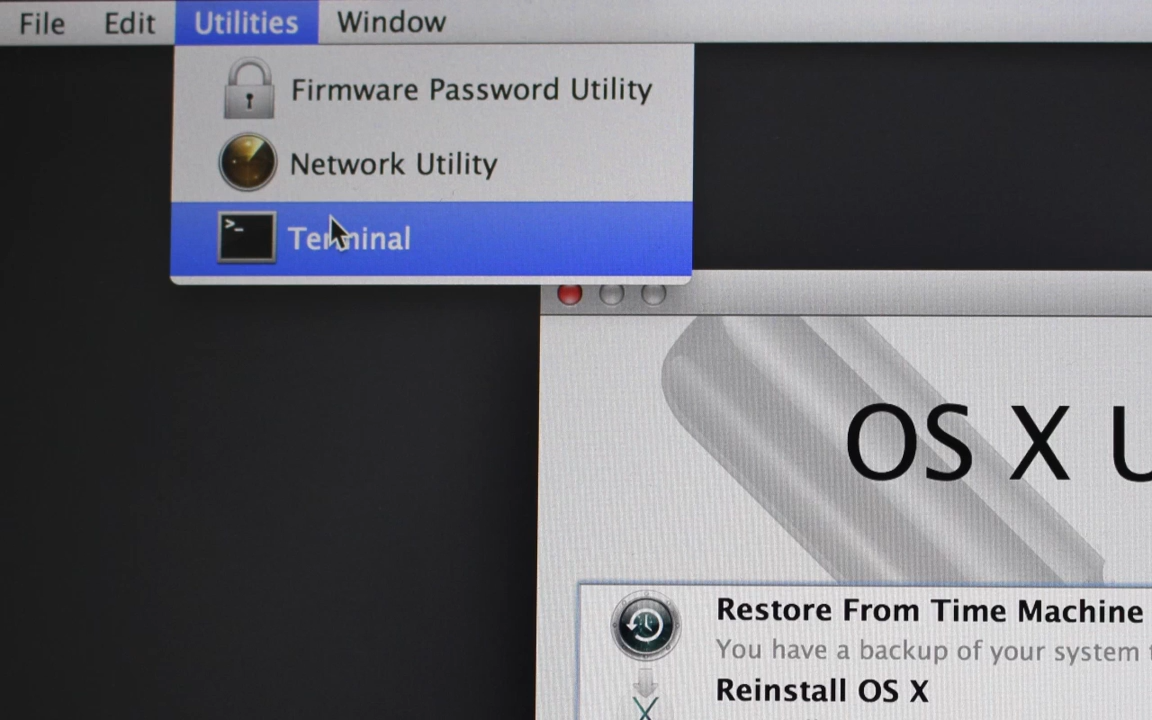 File Edit Utilities Window
Firmware Password Utility
Network Utility
>_ Terminal
OS X U
Restore From Time Machine
You have a backup of your system
Reinstall OS X